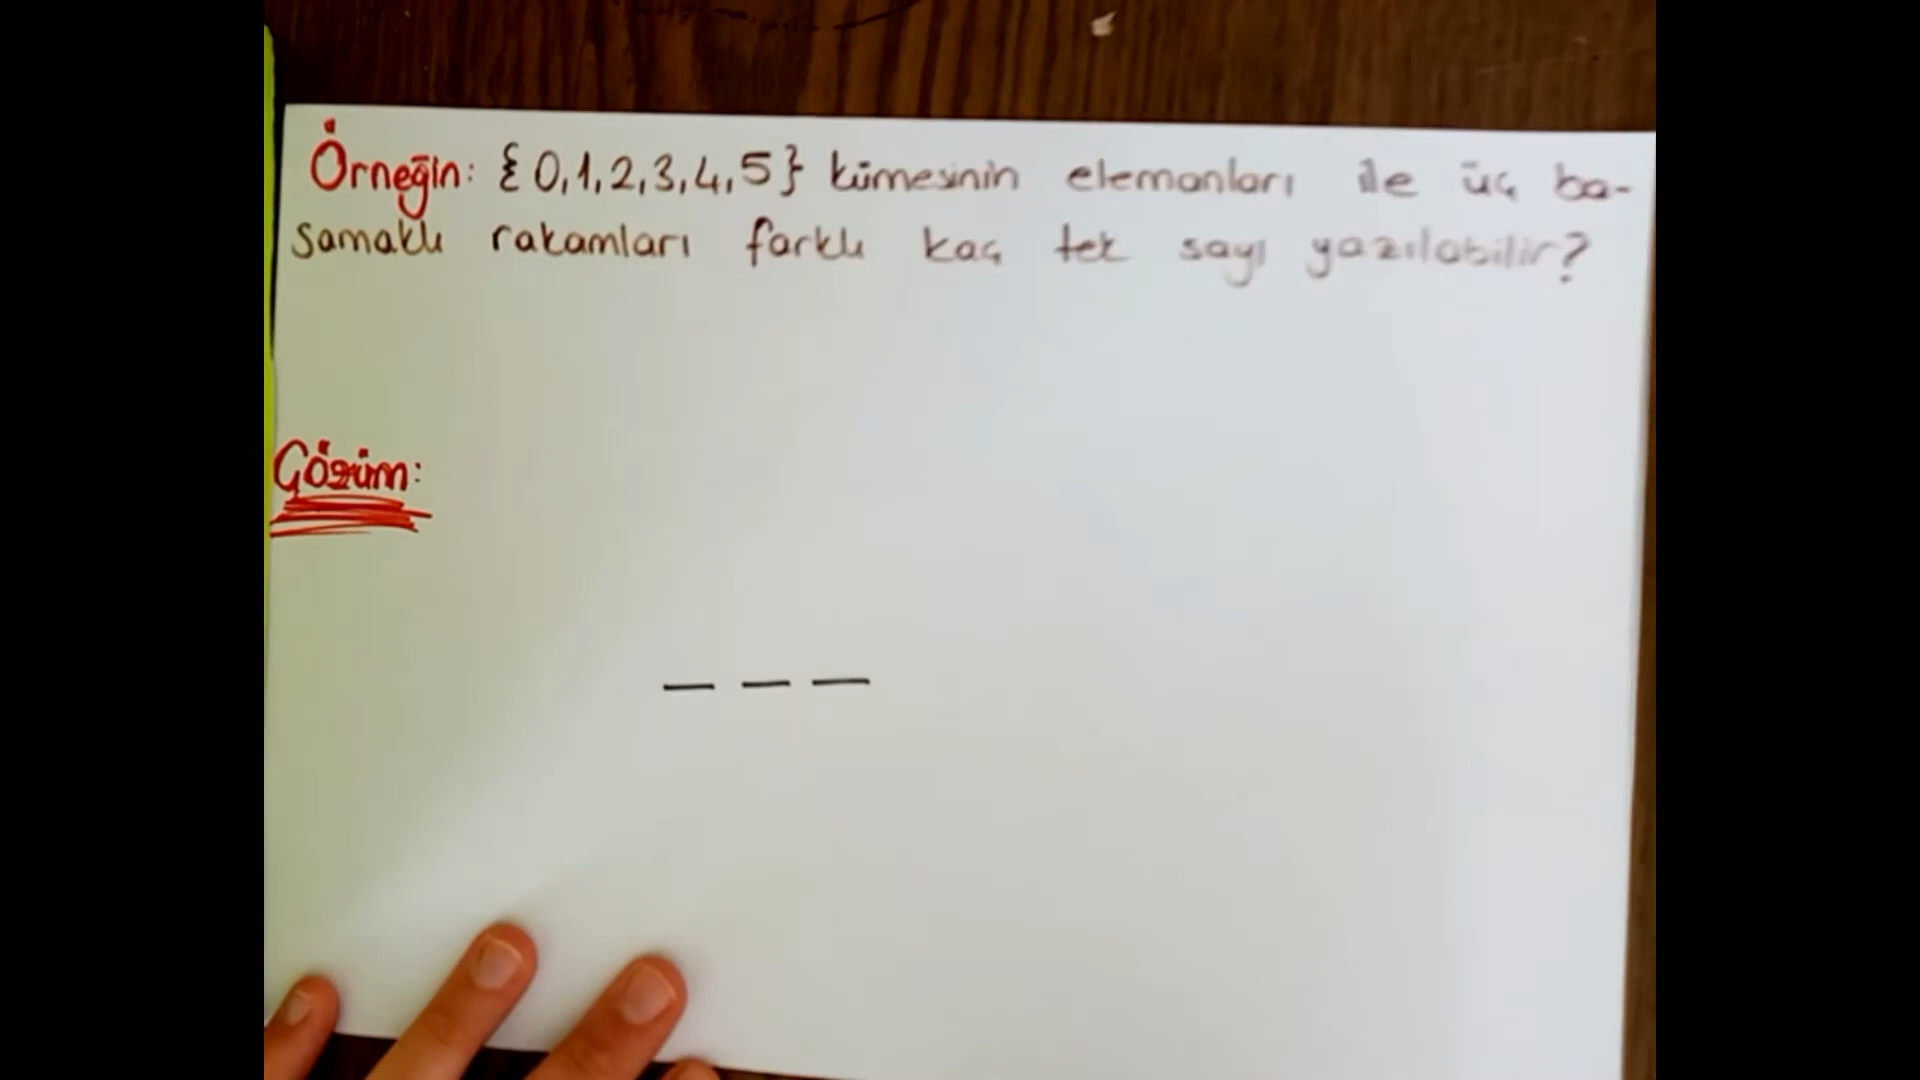 Örneğin: {0,1,2,3,4,5} kümesinin elemanları ile üç ba-
samaklı rakamları farklı kaç tek sayı yazılabilir?
Çözüm: